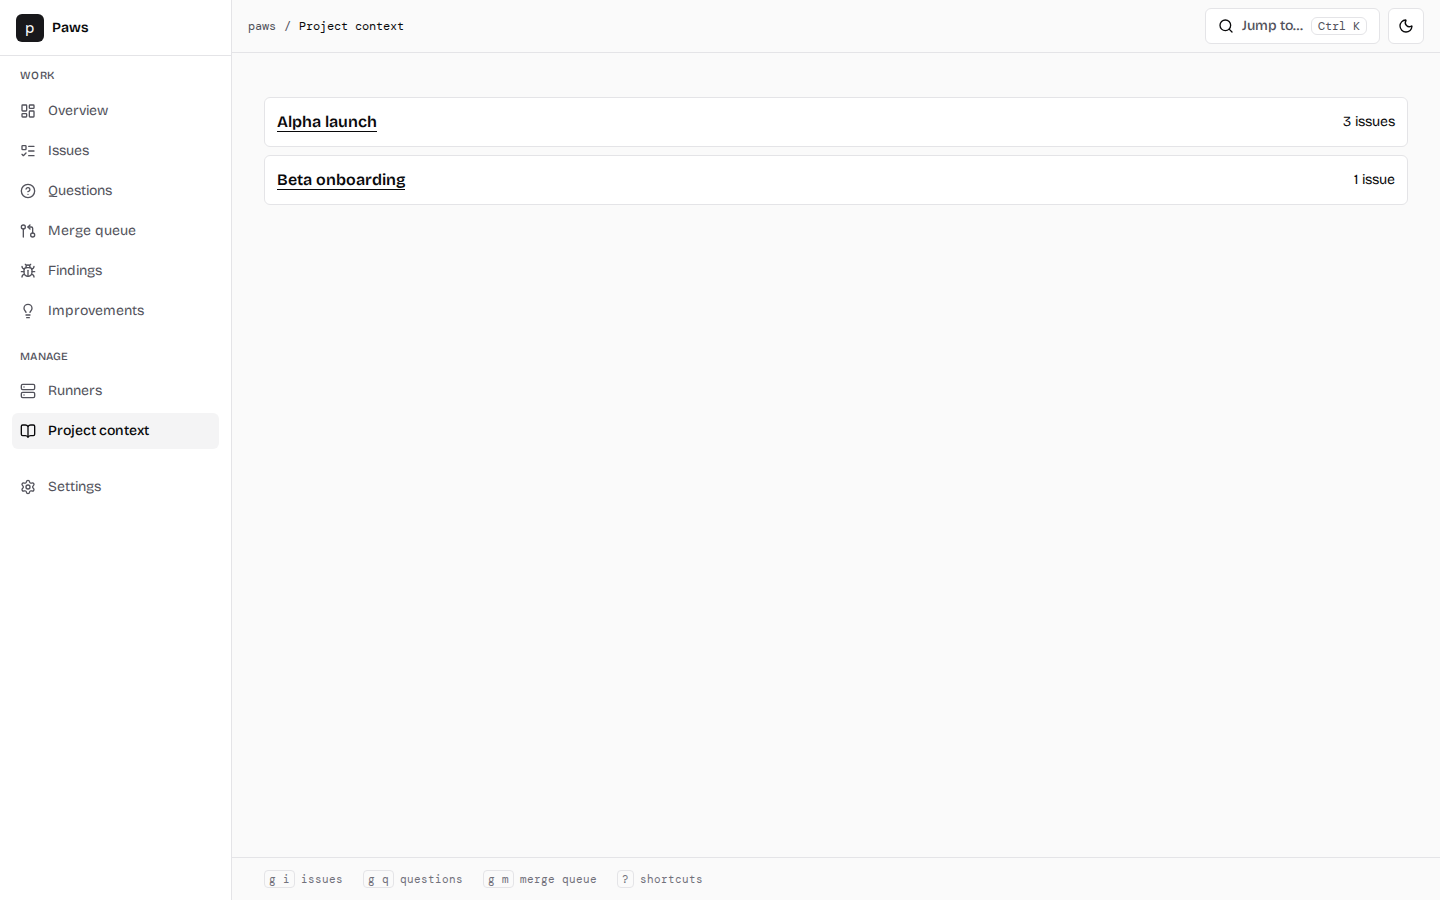 p Paws
paws / Project context
Jump to... Ctrl K
WORK
Overview
Issues
Questions
Merge queue
Findings
Improvements
MANAGE
Runners
Project context
Settings
Alpha launch 3 issues
Beta onboarding 1 issue
g i issues g q questions g m merge queue ? shortcuts